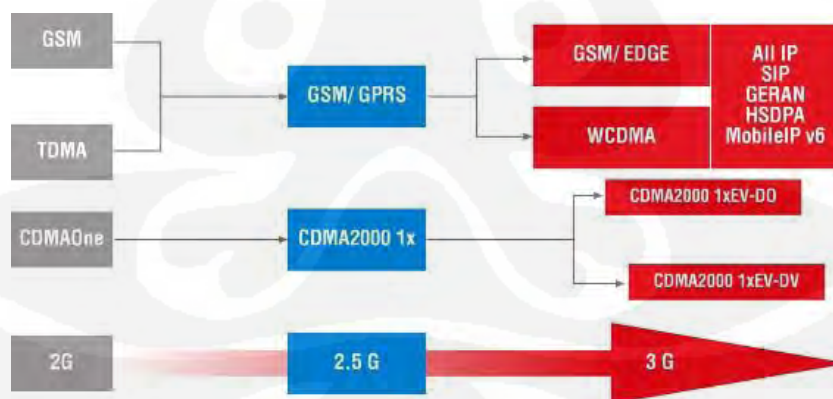 GSM
TDMA
GSM/ GPRS
GSM/ EDGE
WCDMA
All IP
SIP
GERAN
HSDPA
MobileIP v6
CDMAOne
CDMA2000 1x
CDMA2000 1xEV-DO
CDMA2000 1xEV-DV
2G
2.5 G
3 G